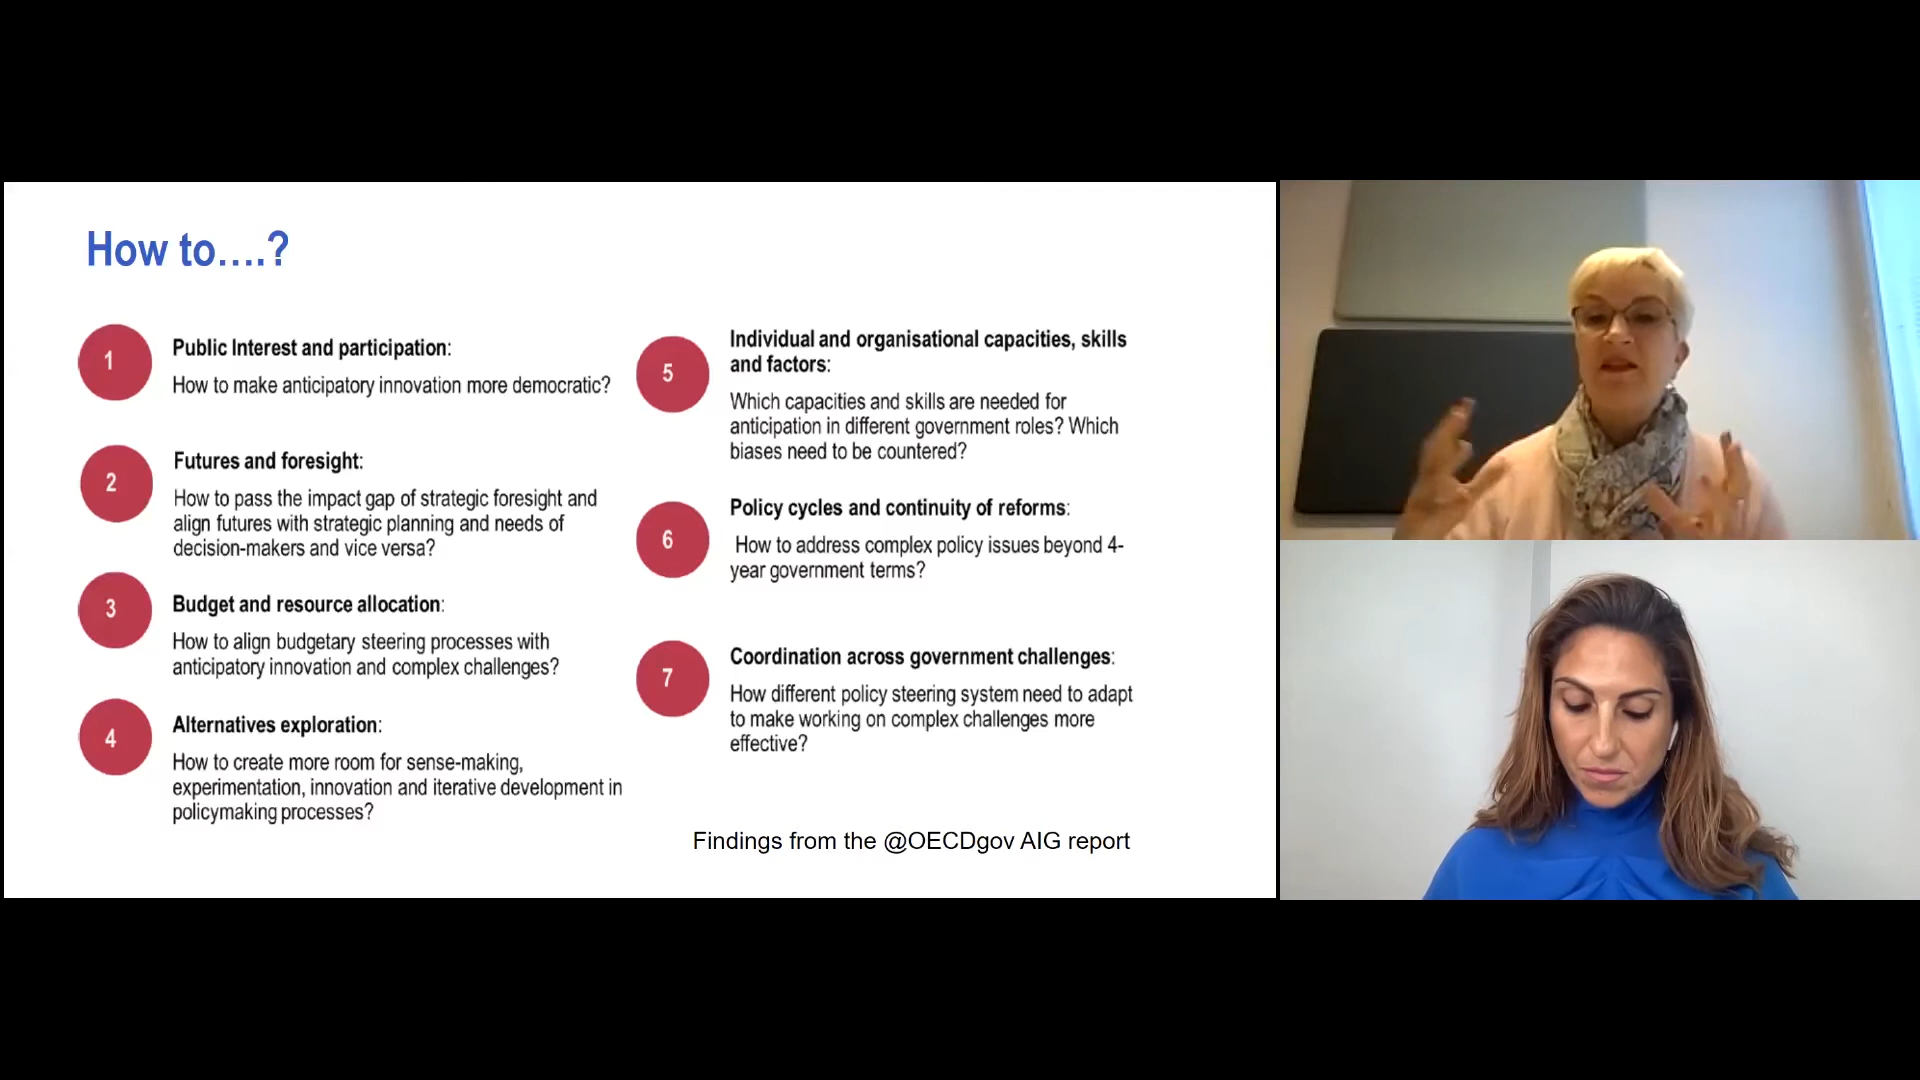 How to....?
1
Public Interest and participation:
How to make anticipatory innovation more democratic?
2
Futures and foresight:
How to pass the impact gap of strategic foresight and
align futures with strategic planning and needs of
decision-makers and vice versa?
3
Budget and resource allocation:
How to align budgetary steering processes with
anticipatory innovation and complex challenges?
4
Alternatives exploration:
How to create more room for sense-making,
experimentation, innovation and iterative development in
policymaking processes?
5
Individual and organisational capacities, skills
and factors:
Which capacities and skills are needed for
anticipation in different government roles? Which
biases need to be countered?
6
Policy cycles and continuity of reforms:
How to address complex policy issues beyond 4-
year government terms?
7
Coordination across government challenges:
How different policy steering system need to adapt
to make working on complex challenges more
effective?
Findings from the @OECDgov AIG report